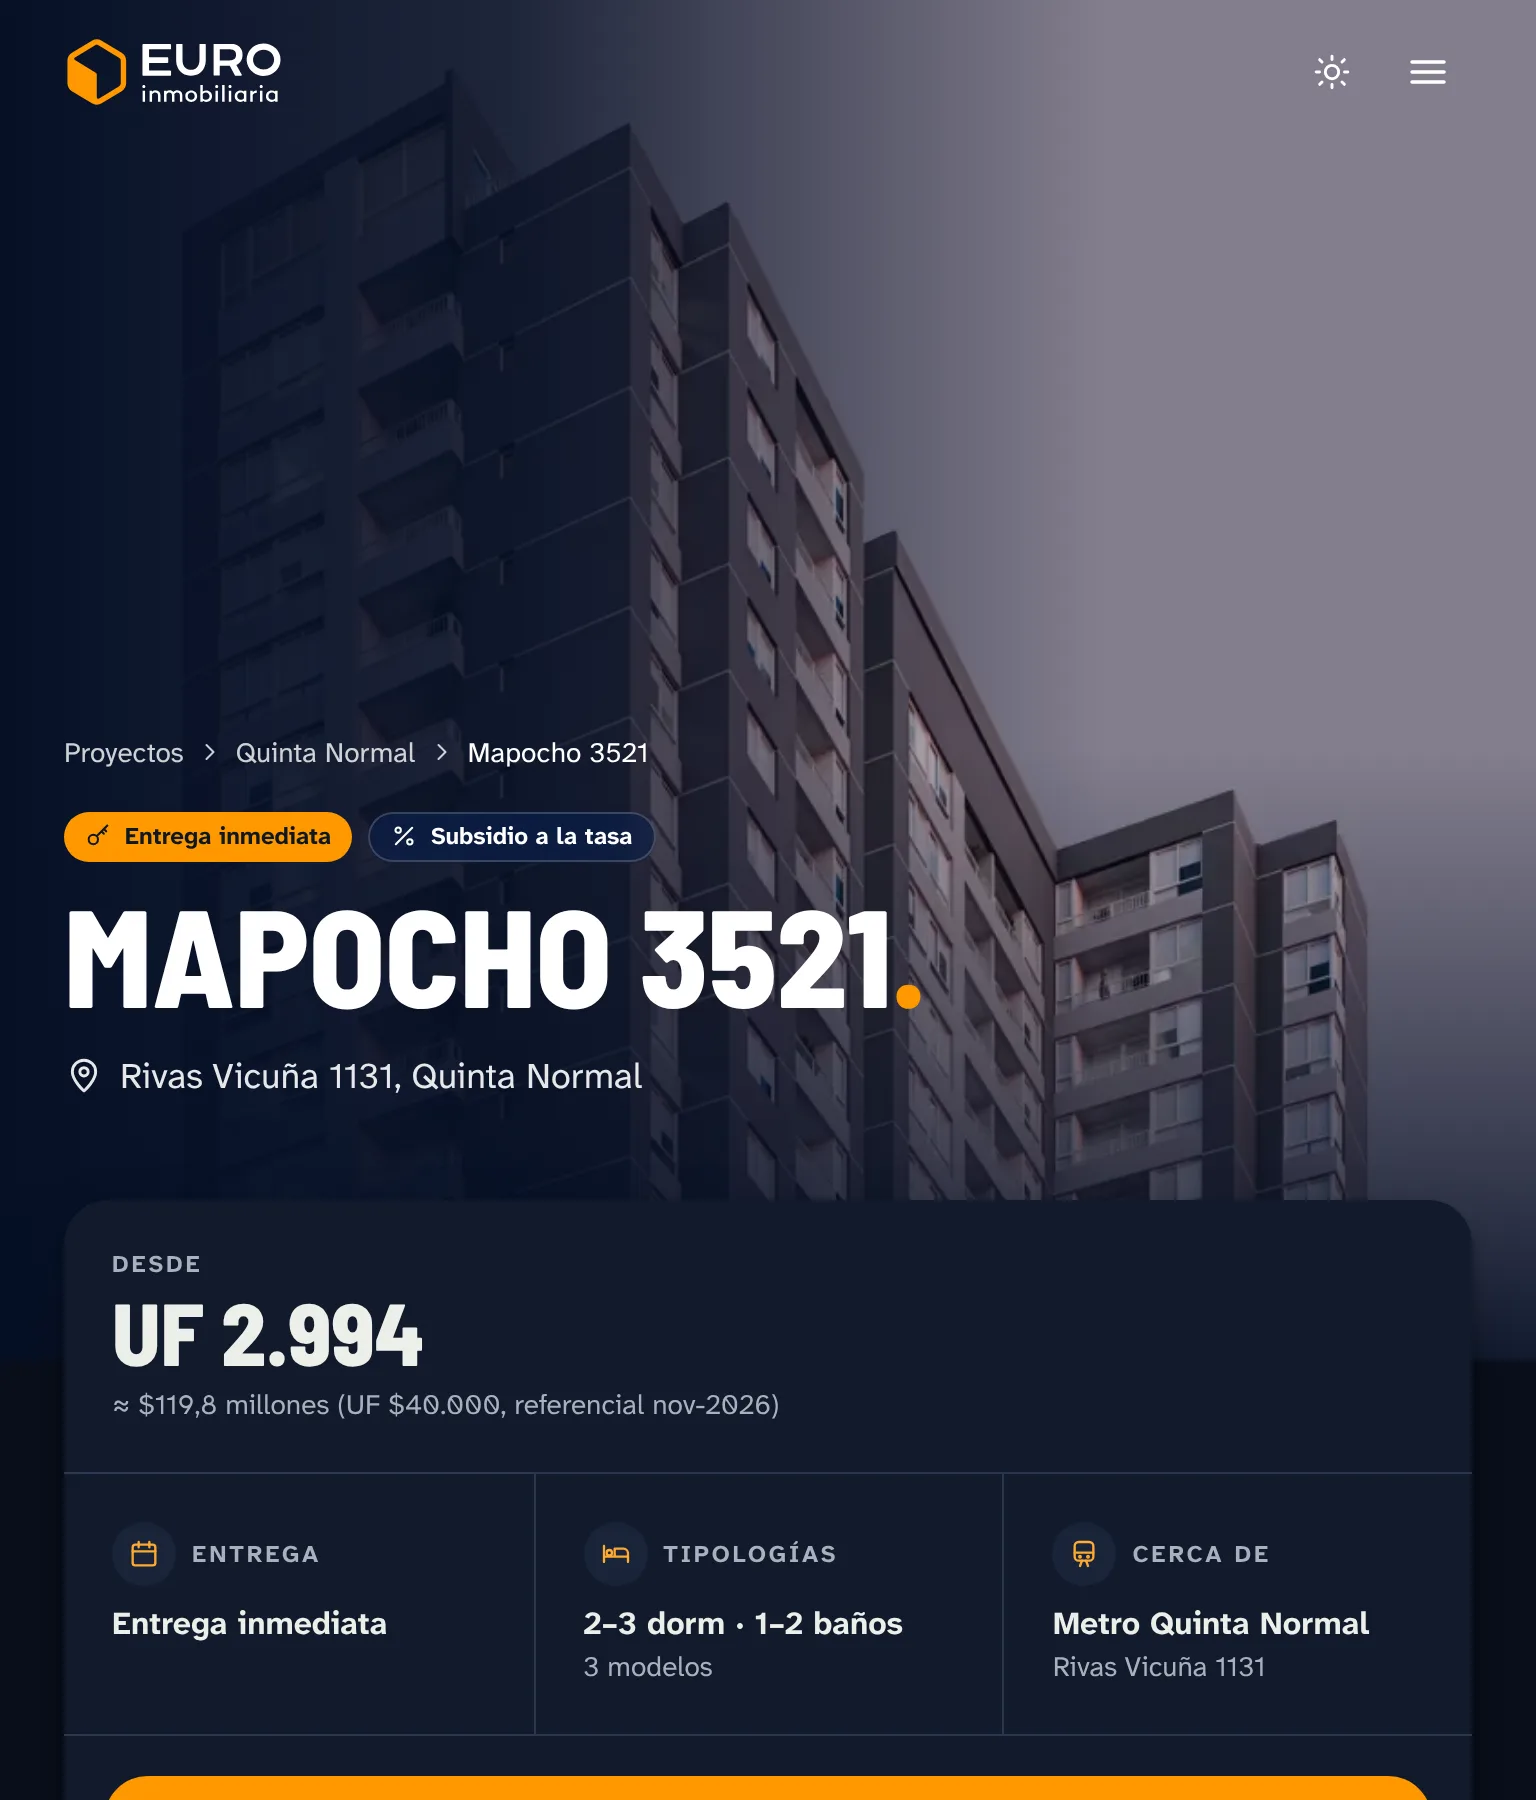 EURO
inmobiliaria
Proyectos > Quinta Normal > Mapocho 3521
Entrega inmediata
Subsidio a la tasa
MAPOCHO 3521.
Rivas Vicuña 1131, Quinta Normal
DESDE
UF 2.994
≈ $119,8 millones (UF $40.000, referencial nov-2026)
ENTREGA
Entrega inmediata
TIPOLOGÍAS
2–3 dorm · 1–2 baños
3 modelos
CERCA DE
Metro Quinta Normal
Rivas Vicuña 1131